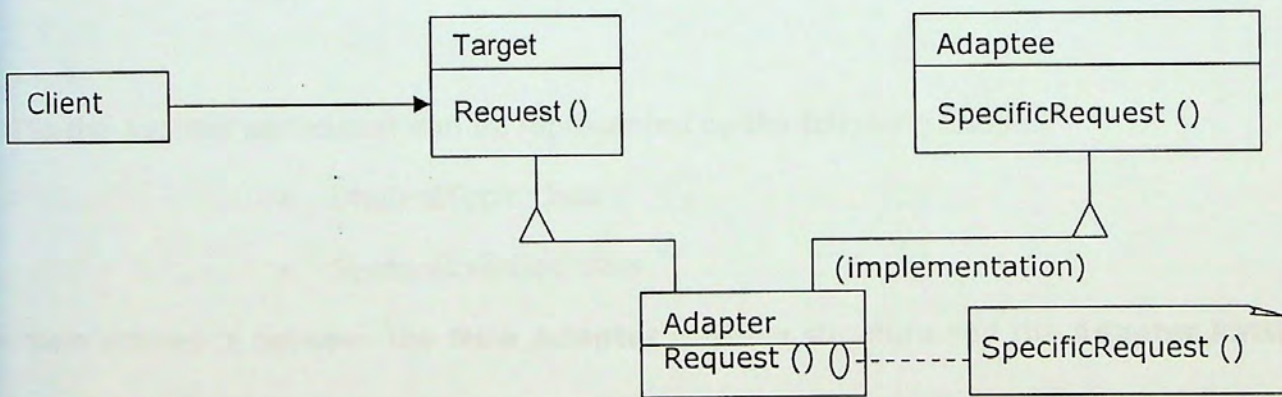 Client
Target
Request ()
Adaptee
SpecificRequest ()
(implementation)
Adapter
Request () ()
SpecificRequest ()